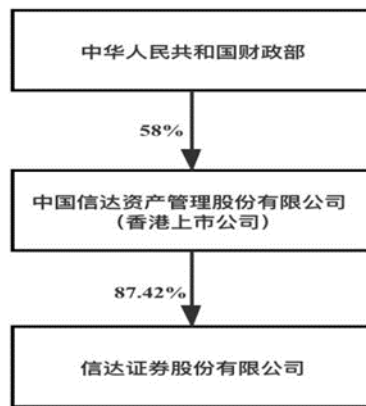 中华人民共和国财政部
58%
中国信达资产管理股份有限公司
（香港上市公司）
87.42%
信达证券股份有限公司